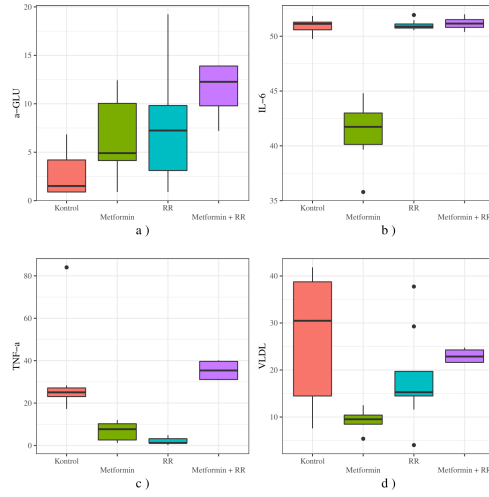 20
15
10
5
0
a-GLU
Kontrol
RR
Metformin
Metformin + RR
a )
50
45
40
35
IL-6
Kontrol
RR
Metformin
Metformin + RR
b )
80
60
40
20
0
TNF-a
Kontrol
RR
Metformin
Metformin + RR
c )
40
30
20
10
VLDL
Kontrol
RR
Metformin
Metformin + RR
d )